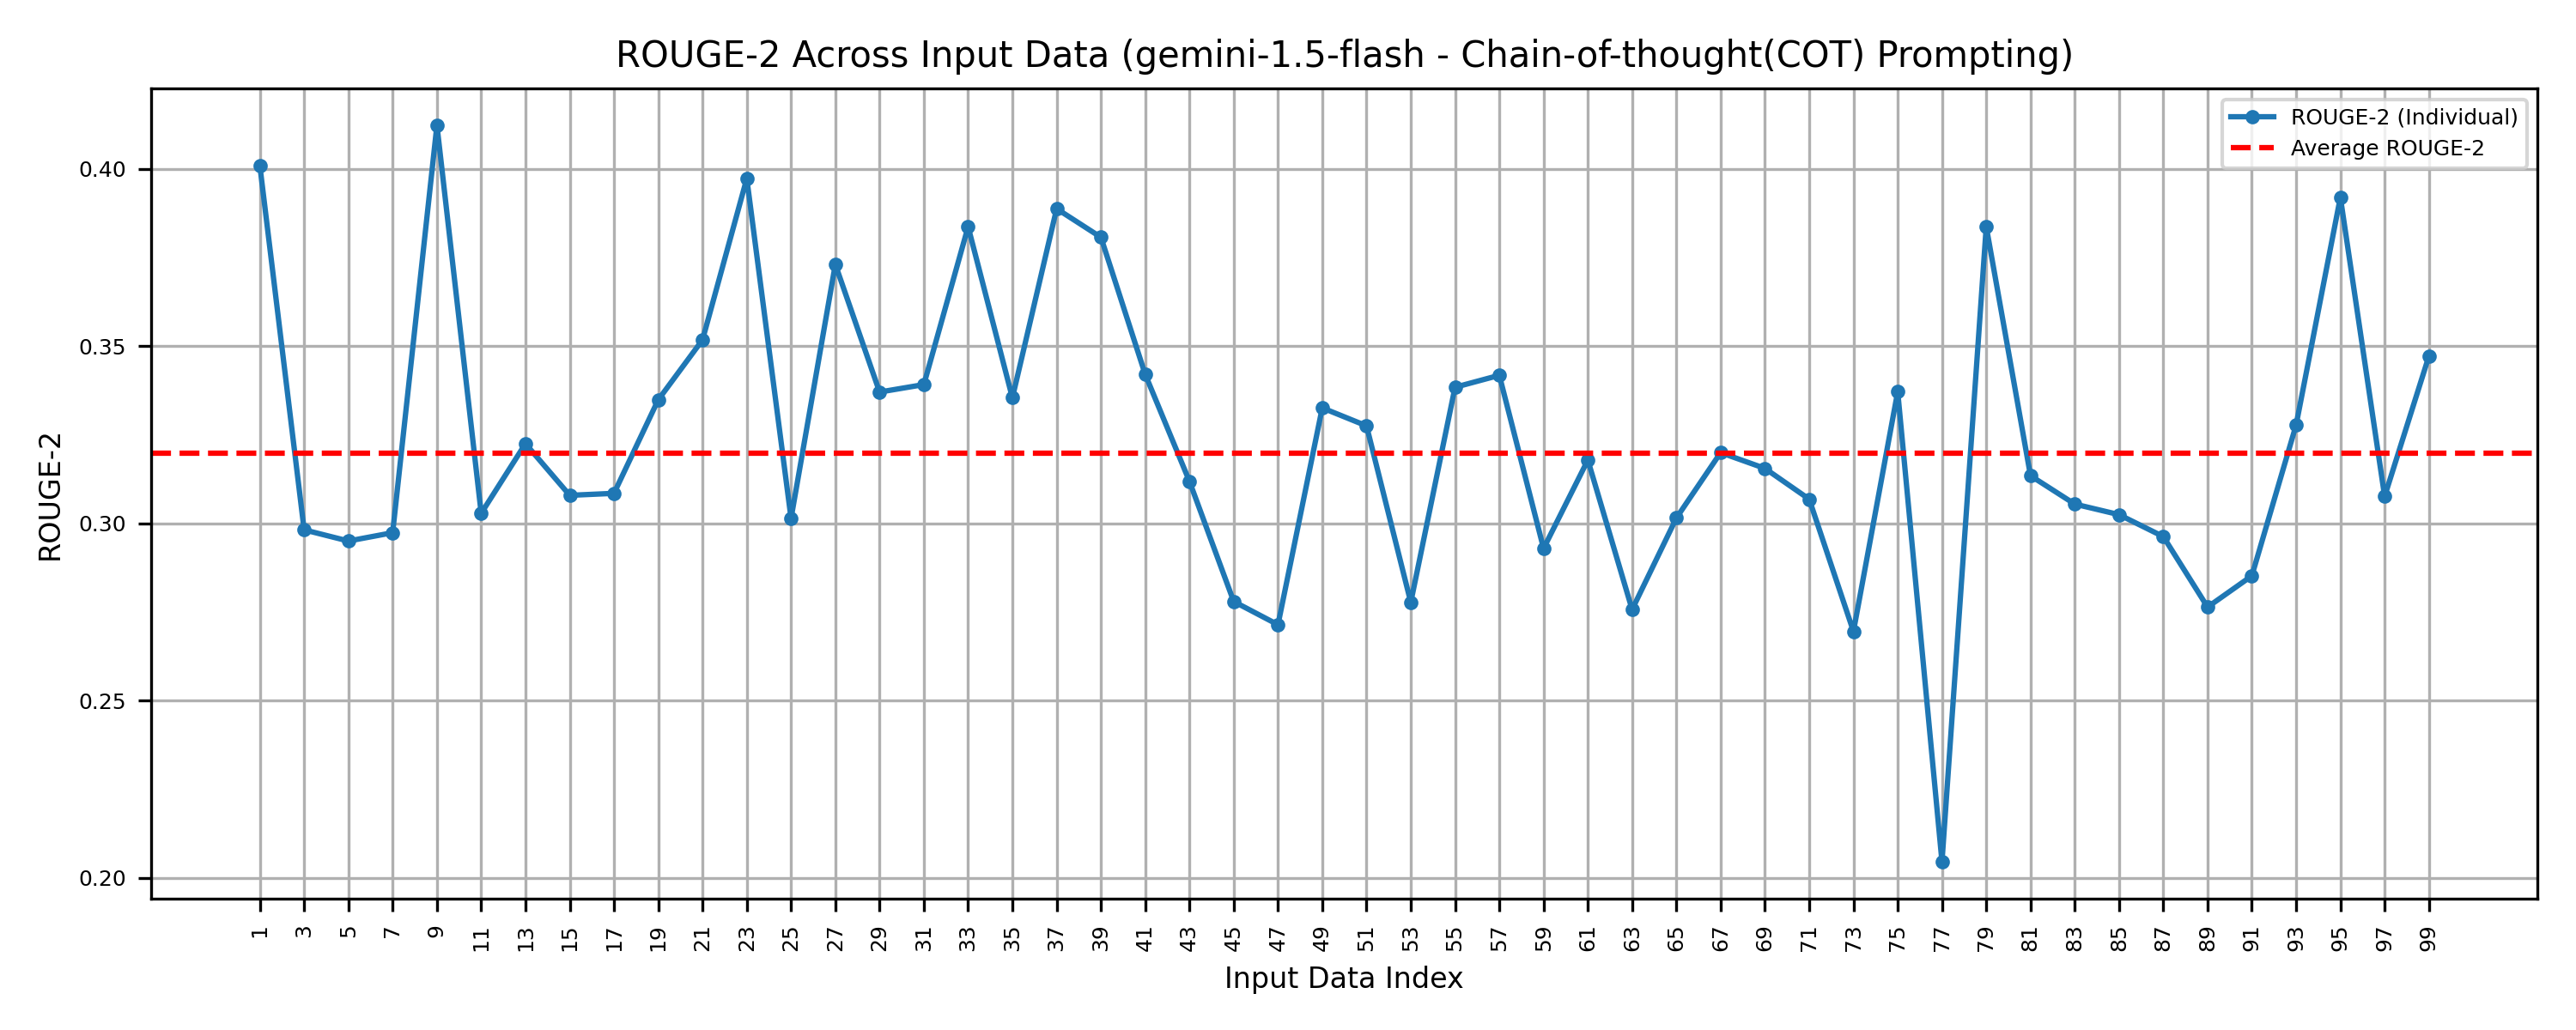 ROUGE-2 Across Input Data (gemini-1.5-flash - Chain-of-thought(COT) Prompting)
ROUGE-2 (Individual)
Average ROUGE-2
0.40
0.35
0.30
0.25
0.20
ROUGE-2
1 3 5 7 9 11 13 15 17 19 21 23 25 27 29 31 33 35 37 39 41 43 45 47 49 51 53 55 57 59 61 63 65 67 69 71 73 75 77 79 81 83 85 87 89 91 93 95 97 99
Input Data Index